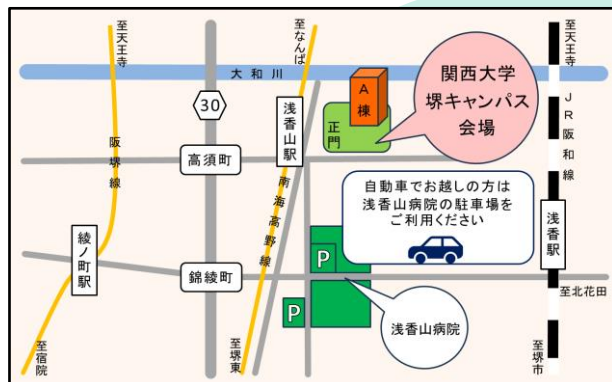 至天王寺
至なんば
至天王寺
大和川
30
A棟
関西大学
堺キャンパス
会場
浅香山駅
正門
JR阪和線
阪堺線
高須町
南海高野線
自動車でお越しの方は
浅香山病院の駐車場を
ご利用ください
浅香駅
綾ノ町駅
錦綾町
P
至北花田
P
浅香山病院
至宿院
至堺東
至堺市